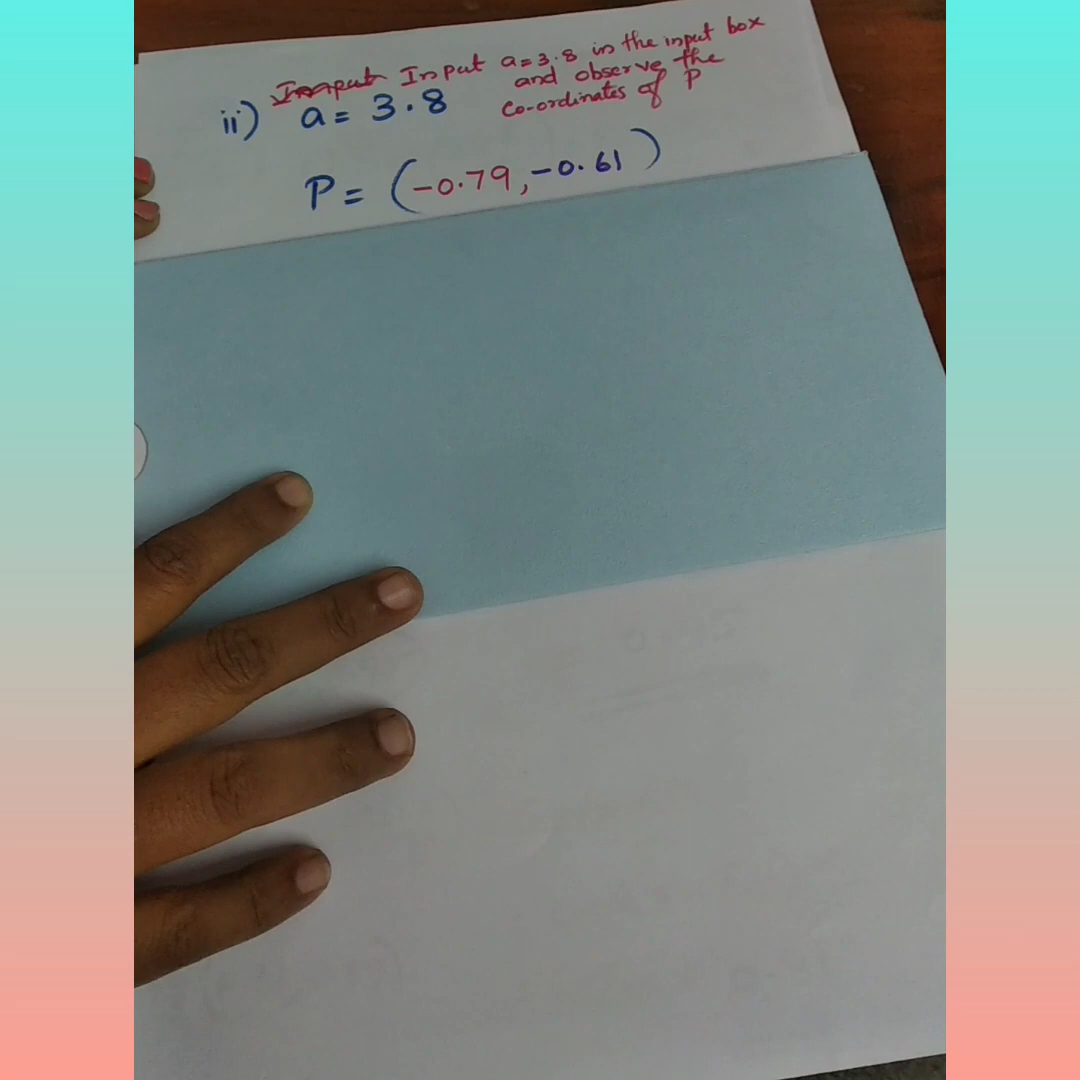 Input Input a=3.8 in the input box
and observe the
ii) a= 3.8 co-ordinates of P
P= (-0.79, -0.61)